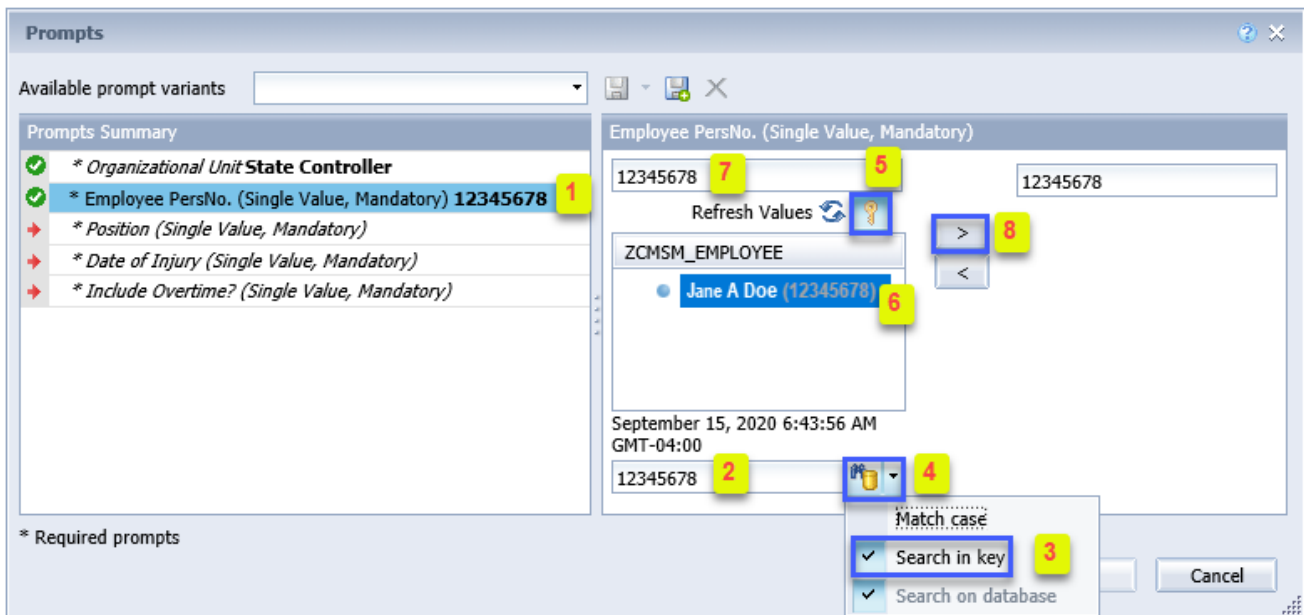 Prompts
Available prompt variants
Prompts Summary
* Organizational Unit State Controller
* Employee PersNo. (Single Value, Mandatory) 12345678 1
* Position (Single Value, Mandatory)
* Date of Injury (Single Value, Mandatory)
* Include Overtime? (Single Value, Mandatory)
Employee PersNo. (Single Value, Mandatory)
12345678 7 5
Refresh Values
ZCMSM_EMPLOYEE
Jane A Doe (12345678) 6
> 8
<
12345678
September 15, 2020 6:43:56 AM
GMT-04:00
12345678 2 4
Match case
Search in key 3
Search on database
* Required prompts
Cancel